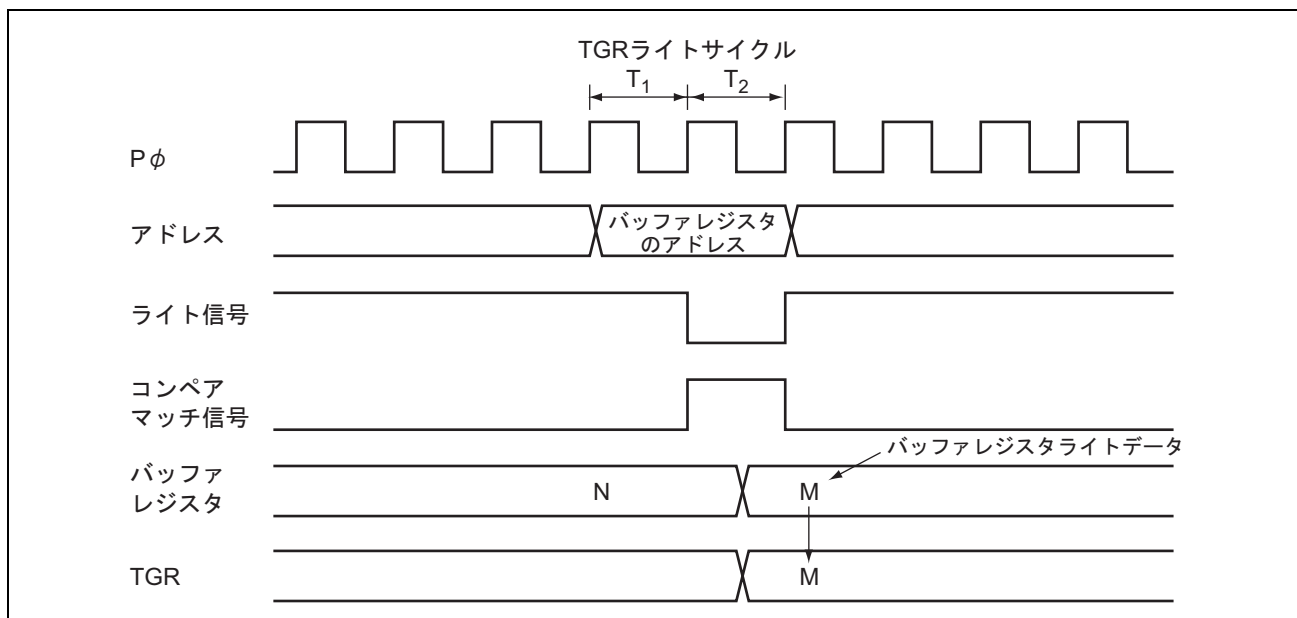 TGRライトサイクル
T1 T2
Pφ
アドレス
バッファレジスタ
のアドレス
ライト信号
コンペア
マッチ信号
バッファレジスタライトデータ
バッファ
レジスタ
N M
TGR
M